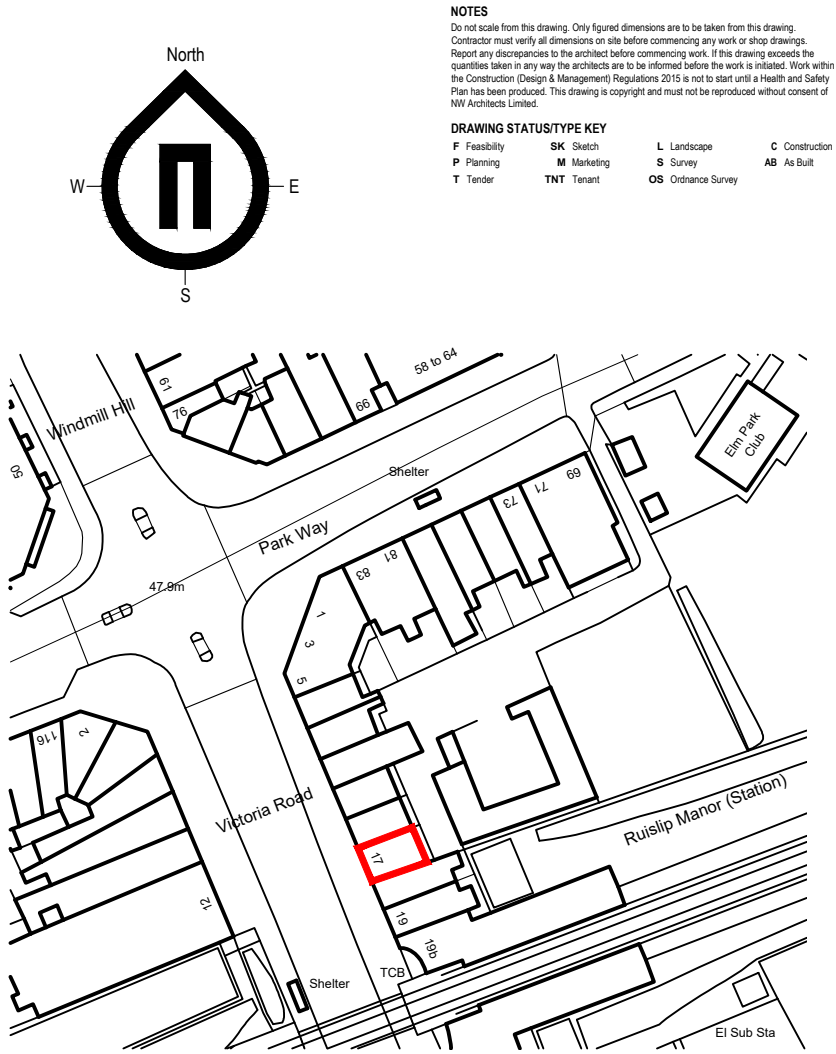 NOTES
Do not scale from this drawing. Only figured dimensions are to be taken from this drawing.
Contractor must verify all dimensions on site before commencing any work or shop drawings.
Report any discrepancies to the architect before commencing work. If this drawing exceeds the
quantities taken in any way the architects are to be informed before the work is initiated. Work within
the Construction (Design & Management) Regulations 2015 is not to start until a Health and Safety
Plan has been produced. This drawing is copyright and must not be reproduced without consent of
NW Architects Limited.
DRAWING STATUS/TYPE KEY
F Feasibility SK Sketch L Landscape C Construction
P Planning M Marketing S Survey AB As Built
T Tender TNT Tenant OS Ordnance Survey
North
W
E
S
58 to 64
61
76
66
Windmill Hill
Elm Park
Club
50
Shelter
69
71
73
Park Way
81
83
47.9m
1
3
5
116
2
Victoria Road
Ruislip Manor (Station)
17
12
19
19b
TCB
Shelter
El Sub Sta